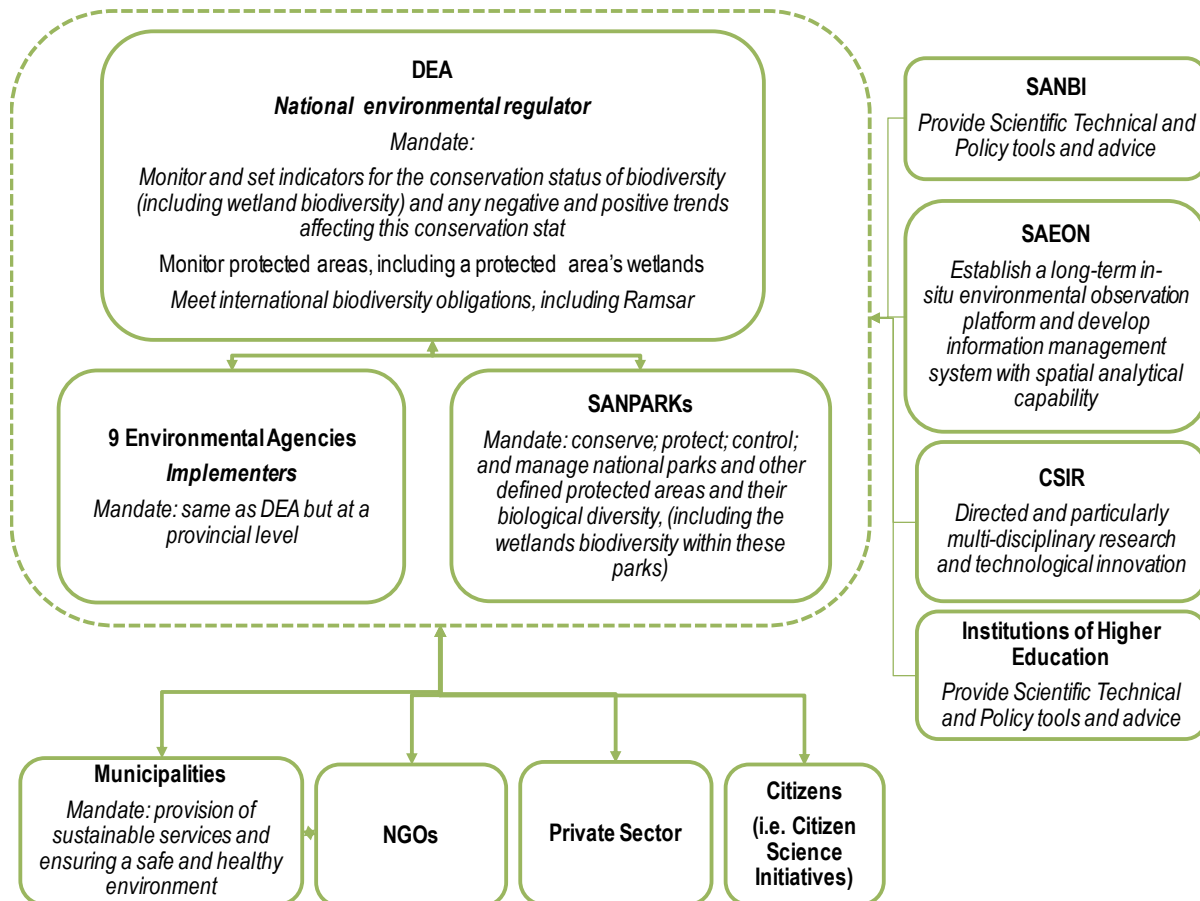 DEA
National environmental regulator
Mandate:
Monitor and set indicators for the conservation status of biodiversity
(including wetland biodiversity) and any negative and positive trends
affecting this conservation stat
Monitor protected areas, including a protected area's wetlands
Meet international biodiversity obligations, including Ramsar
9 Environmental Agencies
Implementers
Mandate: same as DEA but at a
provincial level
SANPARKs
Mandate: conserve; protect; control;
and manage national parks and other
defined protected areas and their
biological diversity, (including the
wetlands biodiversity within these
parks)
SANBI
Provide Scientific Technical and
Policy tools and advice
SAEON
Establish a long-term in-
situ environmental observation
platform and develop
information management
system with spatial analytical
capability
CSIR
Directed and particularly
multi-disciplinary research
and technological innovation
Institutions of Higher
Education
Provide Scientific Technical
and Policy tools and advice
Municipalities
Mandate: provision of
sustainable services and
ensuring a safe and healthy
environment
NGOs
Private Sector
Citizens
(i.e. Citizen
Science
Initiatives)